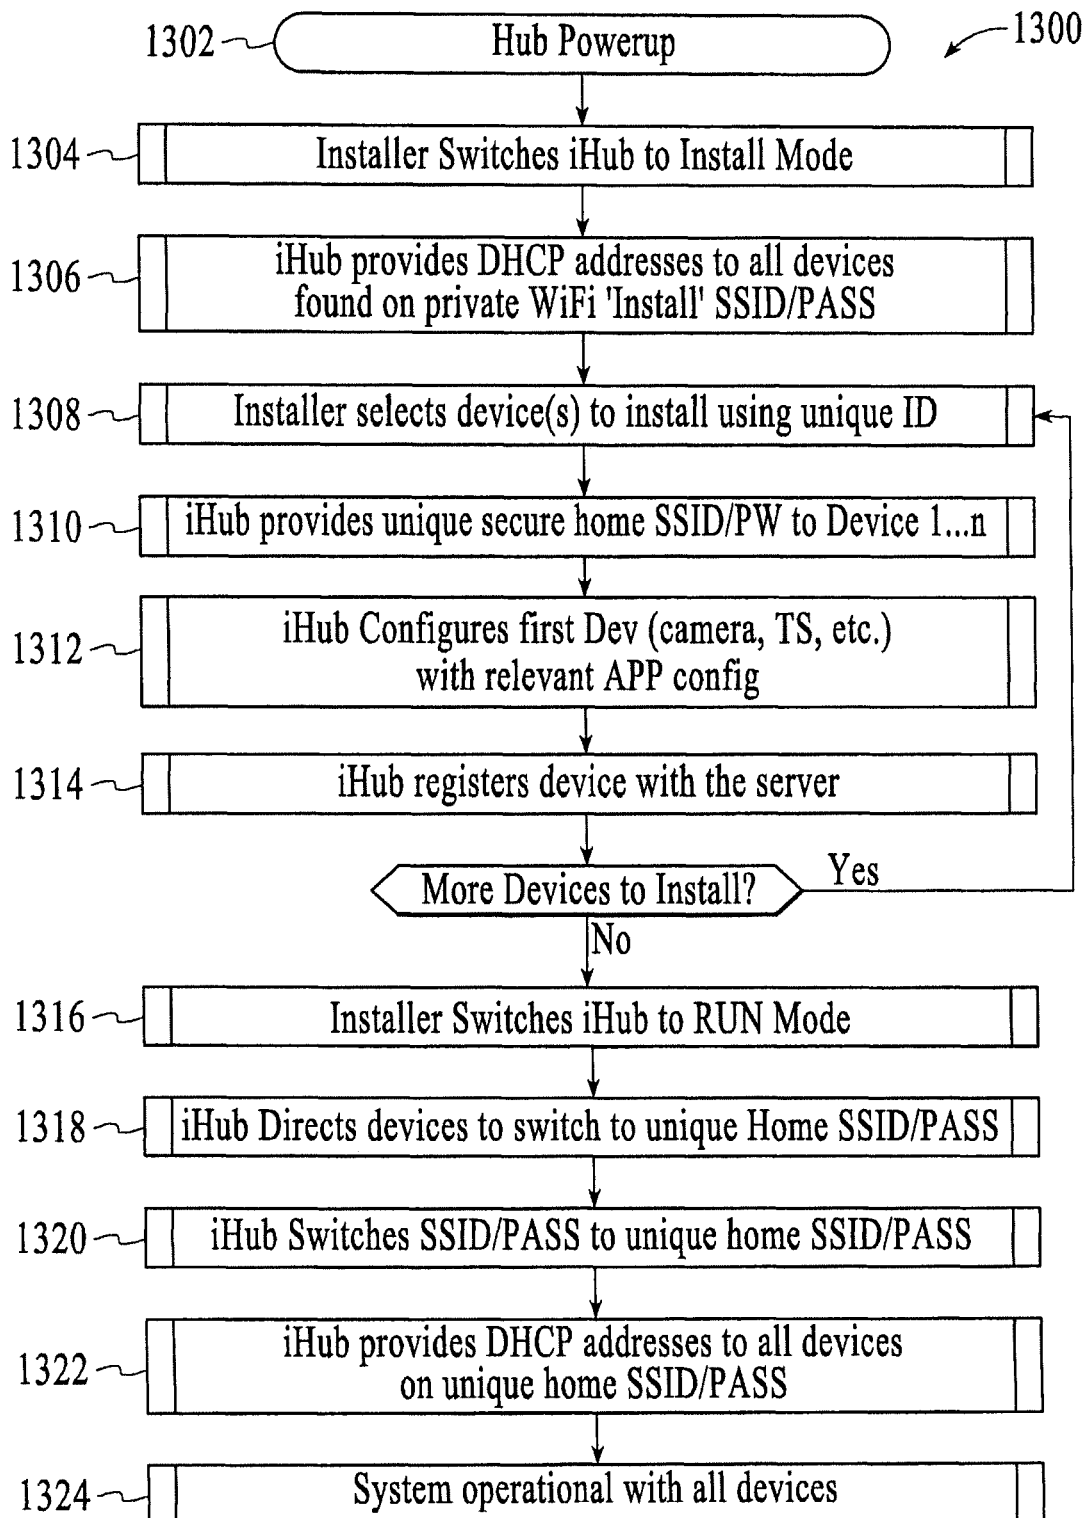 1302
Hub Powerup
1300
1304
Installer Switches iHub to Install Mode
1306
iHub provides DHCP addresses to all devices
found on private WiFi 'Install' SSID/PASS
1308
Installer selects device(s) to install using unique ID
1310
iHub provides unique secure home SSID/PW to Device 1...n
1312
iHub Configures first Dev (camera, TS, etc.)
with relevant APP config
1314
iHub registers device with the server
More Devices to Install?
Yes
No
1316
Installer Switches iHub to RUN Mode
1318
iHub Directs devices to switch to unique Home SSID/PASS
1320
iHub Switches SSID/PASS to unique home SSID/PASS
1322
iHub provides DHCP addresses to all devices
on unique home SSID/PASS
1324
System operational with all devices